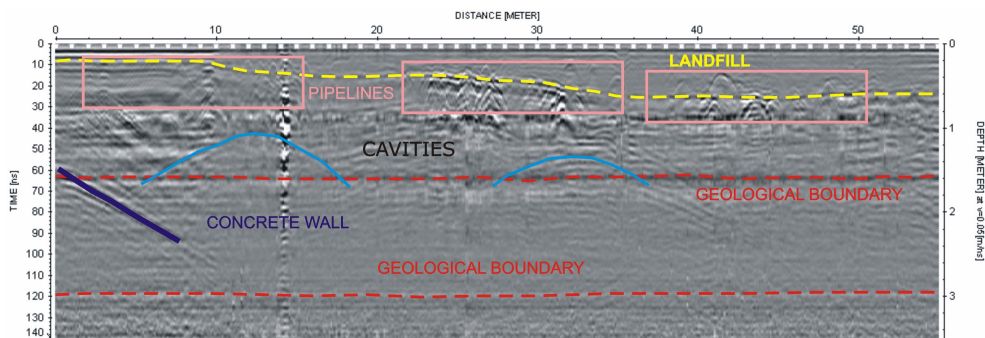 DISTANCE [METER]
0 10 20 30 40 50
0
10
20
30
40
50
60
70
80
90
100
110
120
130
140
TIME [ns]
0
1
2
3
DEPTH [METER] at v=0.05[m/ns]
LANDFILL
PIPELINES
CAVITIES
GEOLOGICAL BOUNDARY
CONCRETE WALL
GEOLOGICAL BOUNDARY